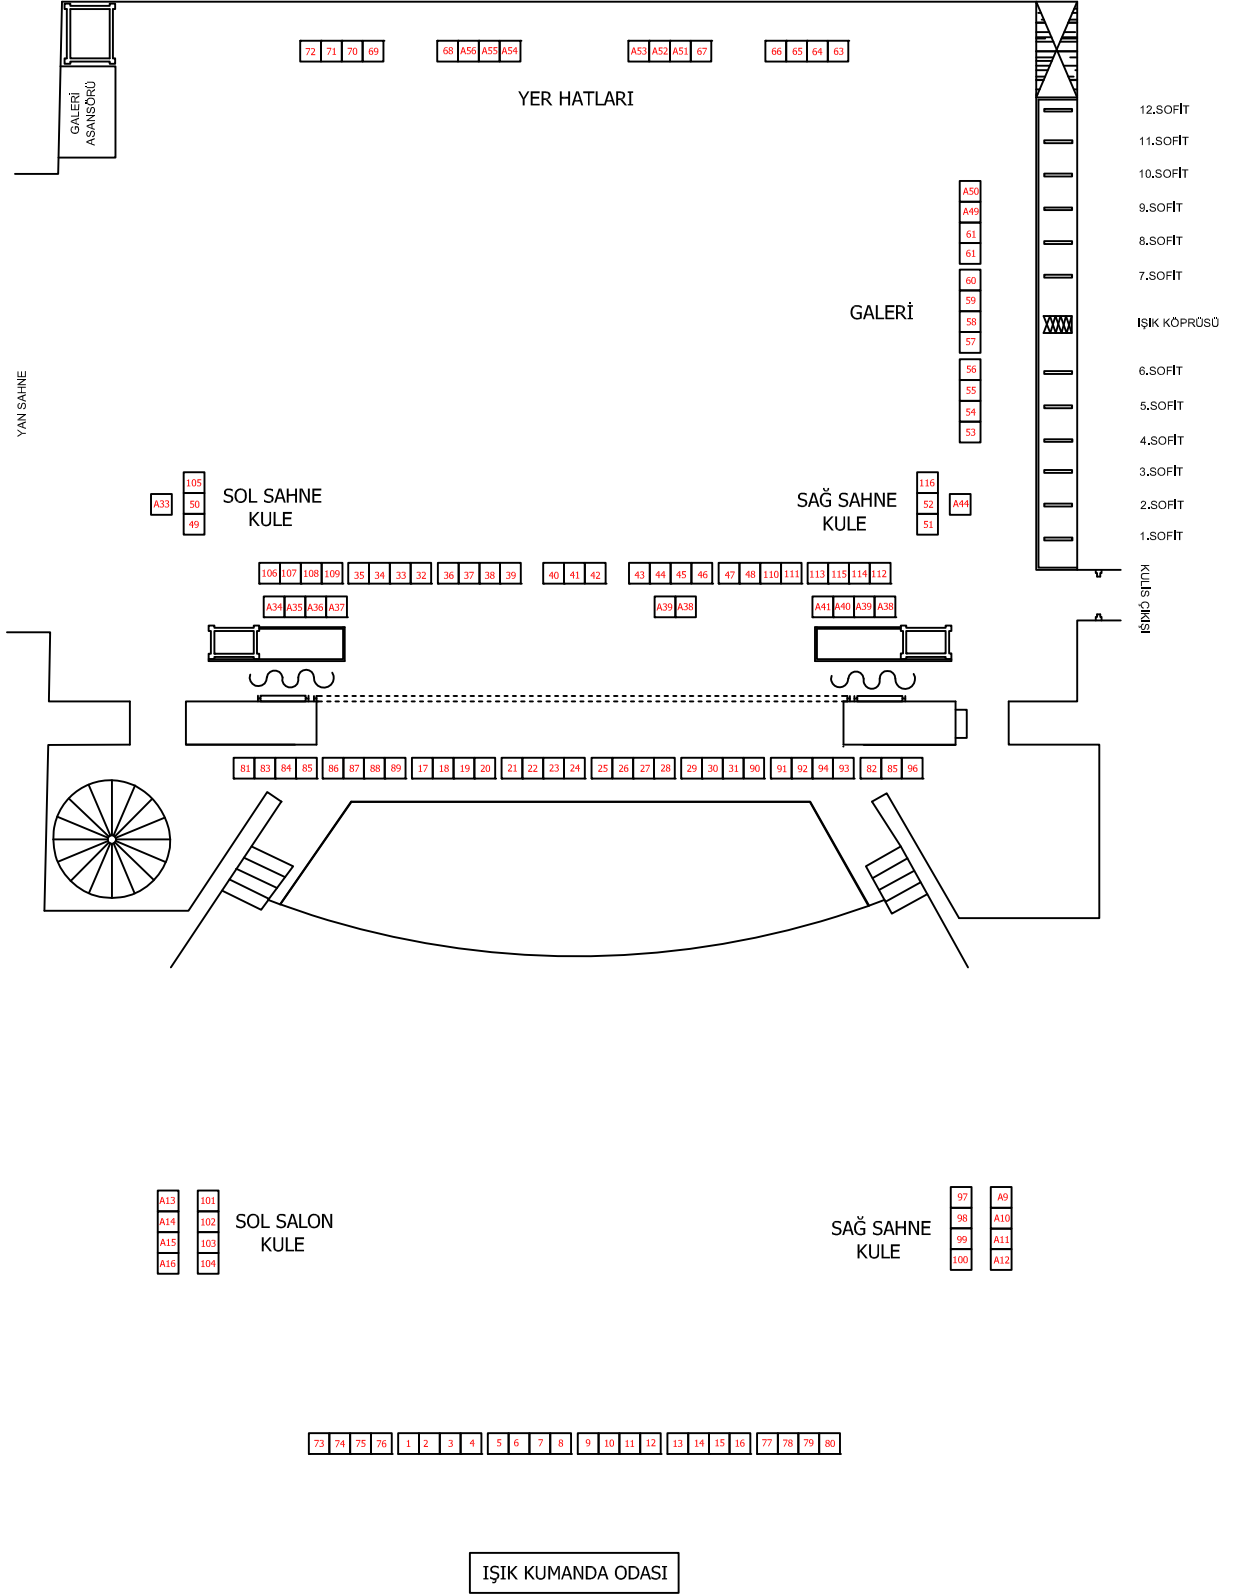 72 71 70 69 68 A56 A55 A54 A53 A52 A51 67 66 65 64 63
YER HATLARI
GALERİ
ASANSÖRÜ
12.SOFİT
11.SOFİT
10.SOFİT
9.SOFİT
8.SOFİT
7.SOFİT
IŞIK KÖPRÜSÜ
6.SOFİT
5.SOFİT
4.SOFİT
3.SOFİT
2.SOFİT
1.SOFİT
A50
A49
61
61
60
59
58
57
56
55
54
53
GALERİ
YAN SAHNE
A33
105
50
49
SOL SAHNE
KULE
SAĞ SAHNE
KULE
116
52
51
A44
KULİS ÇIKIŞI
106 107 108 109 35 34 33 32 36 37 38 39 40 41 42 43 44 45 46 47 48 110 111 113 115 114 112
A34 A35 A36 A37 A39 A38 A41 A40 A39 A38
81 83 84 85 86 87 88 89 17 18 19 20 21 22 23 24 25 26 27 28 29 30 31 90 91 92 94 93 82 85 96
A13
A14
A15
A16
101
102
103
104
SOL SALON
KULE
SAĞ SAHNE
KULE
97
98
99
100
A9
A10
A11
A12
73 74 75 76 1 2 3 4 5 6 7 8 9 10 11 12 13 14 15 16 77 78 79 80
IŞIK KUMANDA ODASI